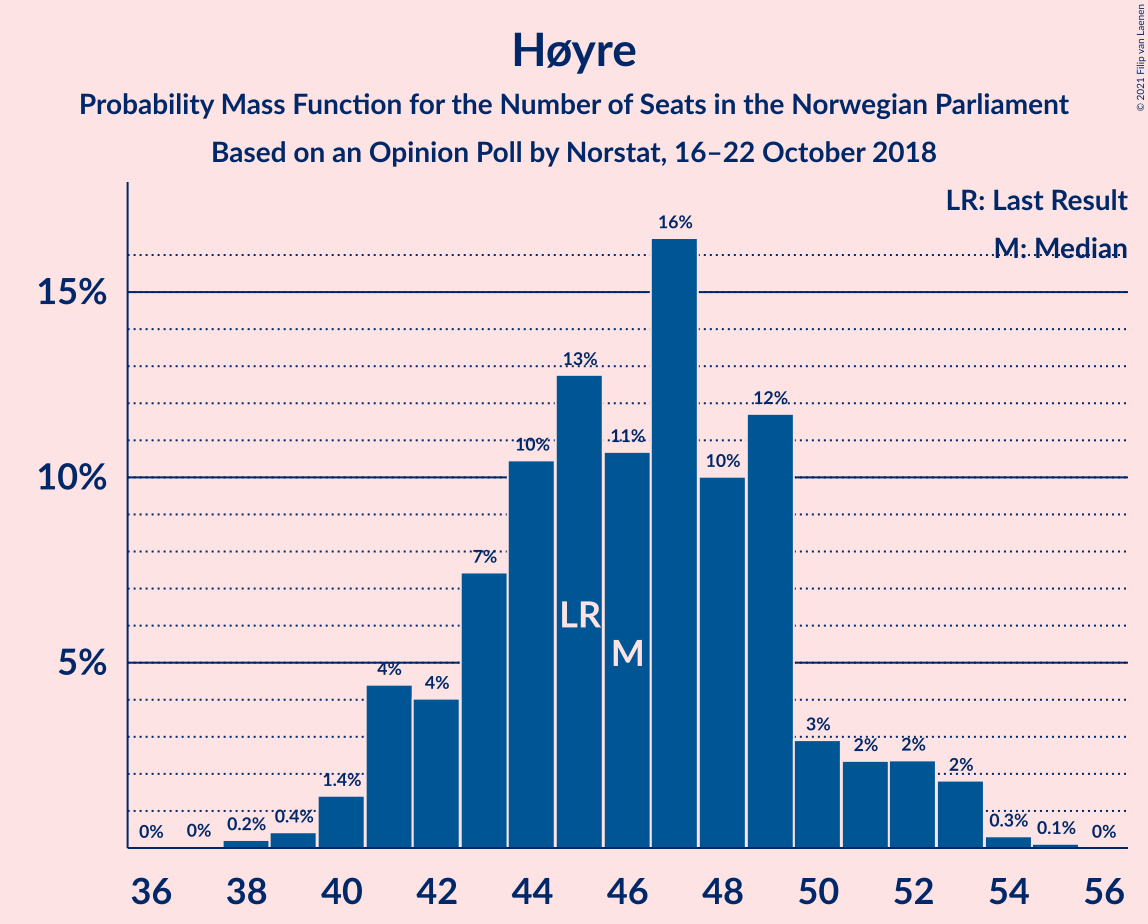 © 2021 Filip van Laenen
Høyre
Probability Mass Function for the Number of Seats in the Norwegian Parliament
Based on an Opinion Poll by Norstat, 16–22 October 2018
LR: Last Result
M: Median
15%
10%
5%
0%
0%
0.2%
0.4%
1.4%
4%
4%
7%
10%
13%
11%
16%
10%
12%
3%
2%
2%
2%
0.3%
0.1%
0%
LR
M
36 38 40 42 44 46 48 50 52 54 56